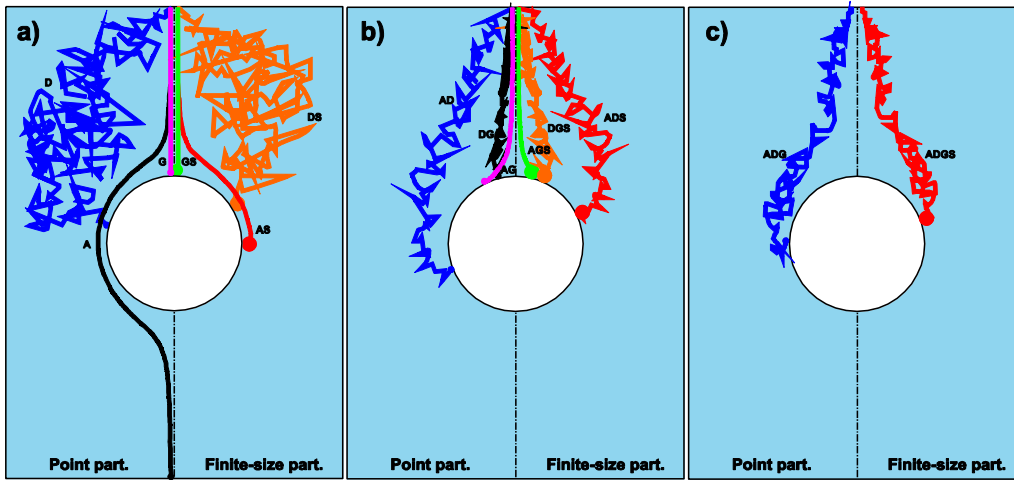 a)
D
DS
G
GS
A
AS
Point part.
Finite-size part.
b)
AD
ADS
DG
DGS
AGS
AG
Point part.
Finite-size part.
c)
ADG
ADGS
Point part.
Finite-size part.